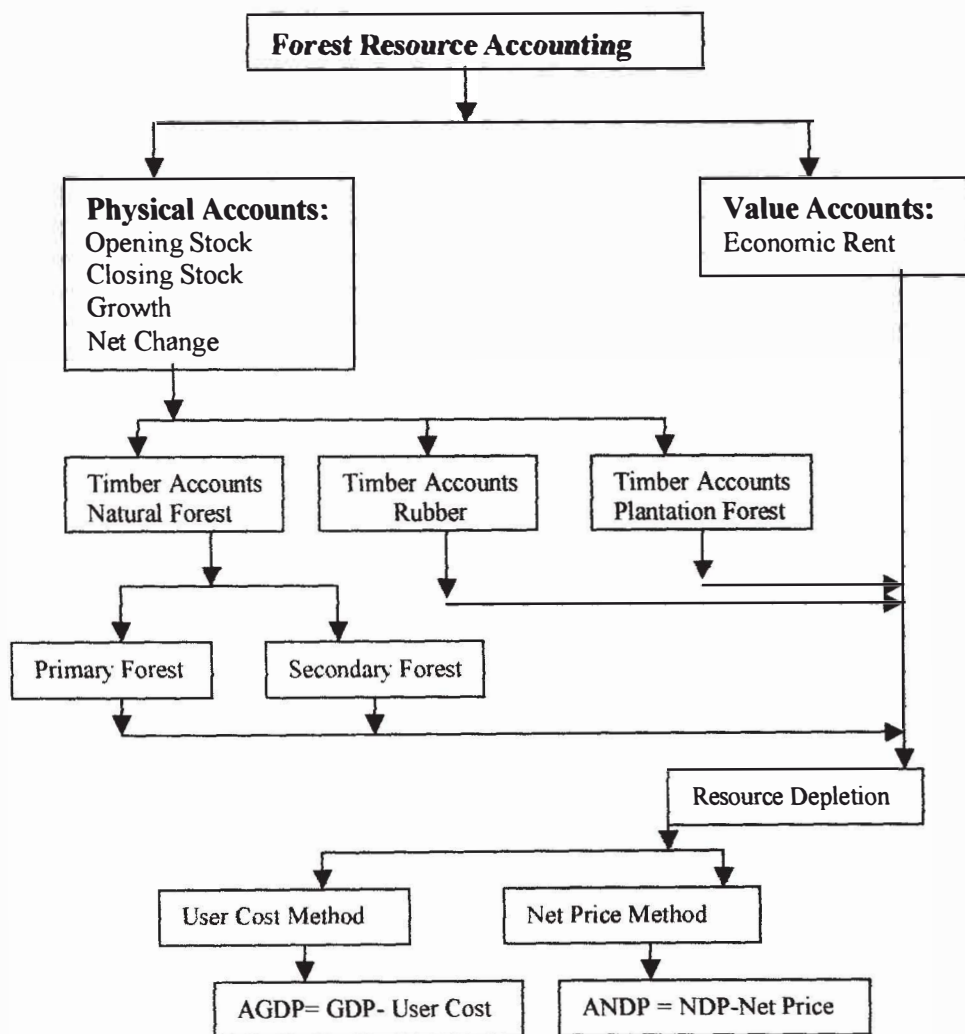 Forest Resource Accounting
Physical Accounts:
Opening Stock
Closing Stock
Growth
Net Change
Value Accounts:
Economic Rent
Timber Accounts
Natural Forest
Timber Accounts
Rubber
Timber Accounts
Plantation Forest
Primary Forest
Secondary Forest
Resource Depletion
User Cost Method
Net Price Method
AGDP= GDP- User Cost
ANDP = NDP-Net Price